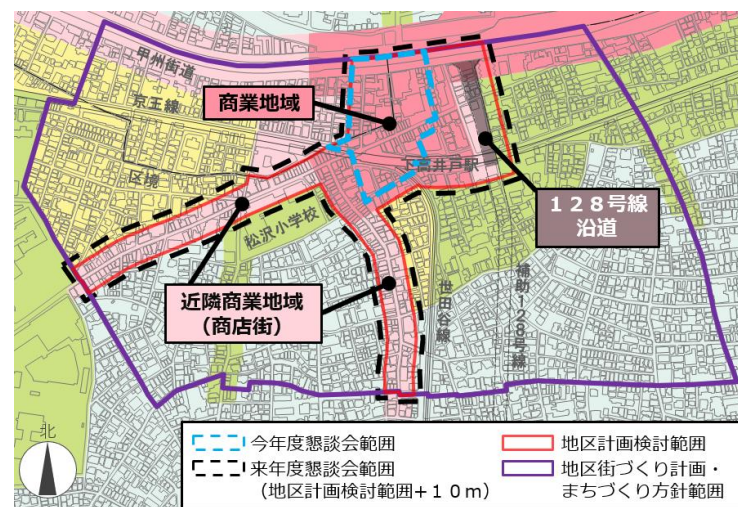 甲州街道
京王線
区境
商業地域
下高井戸駅
128号線
沿道
松沢小学校
近隣商業地域
(商店街)
世田谷線
補助128号線
北
今年度懇談会範囲
地区計画検討範囲
来年度懇談会範囲
(地区計画検討範囲+10m)
地区街づくり計画・
まちづくり方針範囲